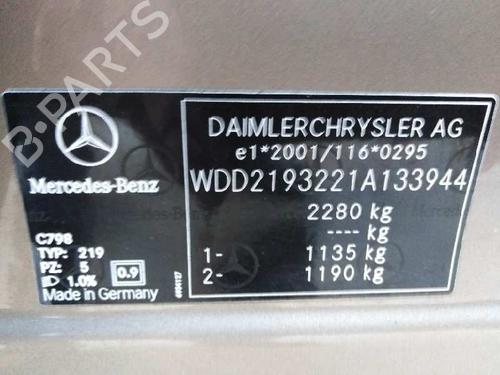 B-PARTS
DAIMLERCHRYSLER AG
e1*2001/116*0295
WDD2193221A133944
2280 kg
---- kg
1- 1135 kg
2- 1190 kg
Mercedes-Benz
C798
TYP: 219
PZ: 5
1.0% 0.9
Made in Germany